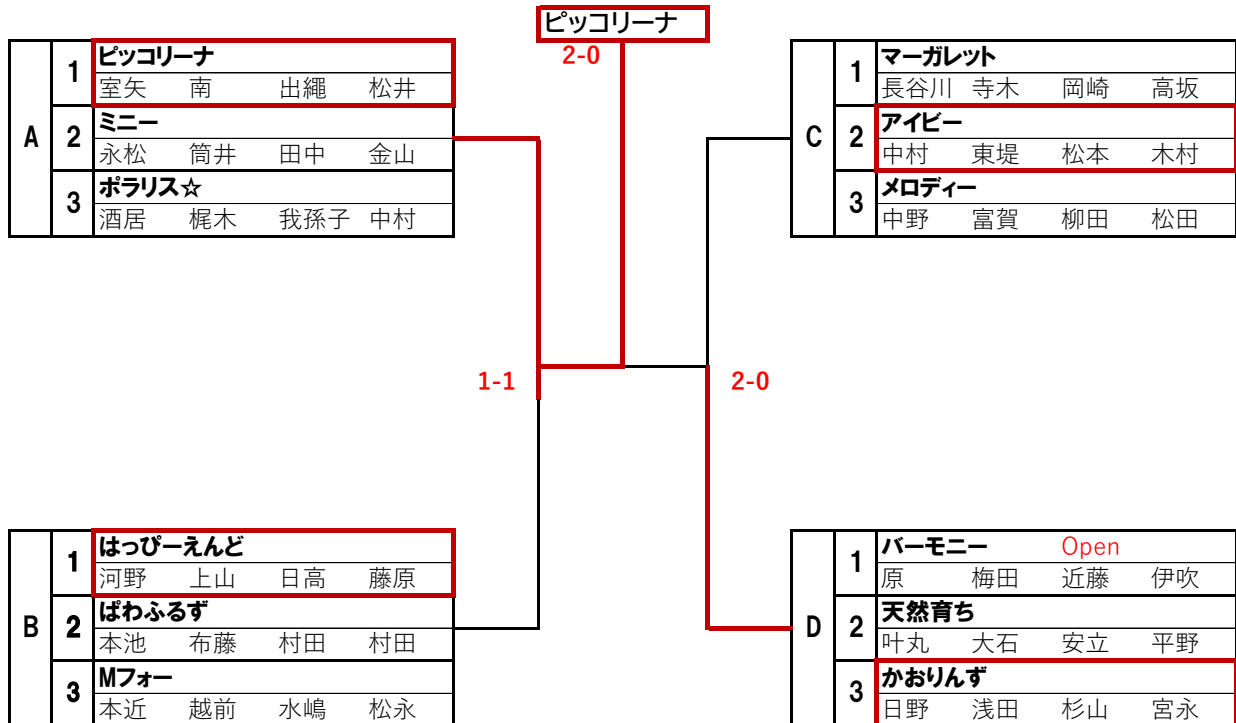 ピッコリーナ
2-0
A
1 ピッコリーナ
室矢 南 出縄 松井
2 ミニー
永松 筒井 田中 金山
3 ポラリス☆
酒居 梶木 我孫子 中村
C
1 マーガレット
長谷川 寺木 岡崎 高坂
2 アイビー
中村 東堤 松本 木村
3 メロディー
中野 富賀 柳田 松田
1-1
2-0
B
1 はっぴーえんど
河野 上山 日高 藤原
2 ぱわふるず
本池 布藤 村田 村田
3 Mフォー
本近 越前 水嶋 松永
D
1 バーモニー Open
原 梅田 近藤 伊吹
2 天然育ち
叶丸 大石 安立 平野
3 かおりんず
日野 浅田 杉山 宮永